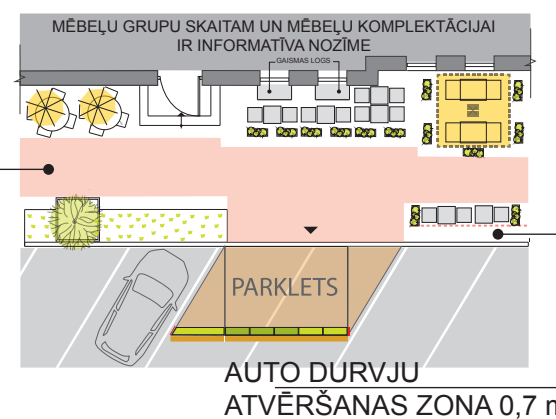 MĒBEĻU GRUPU SKAITAM UN MĒBEĻU KOMPLEKTĀCIJAI
IR INFORMATĪVA NOZĪME
GAISMAS LOGS
PARKLETS
AUTO DURVJU
ATVĒRŠANAS ZONA 0,7 m